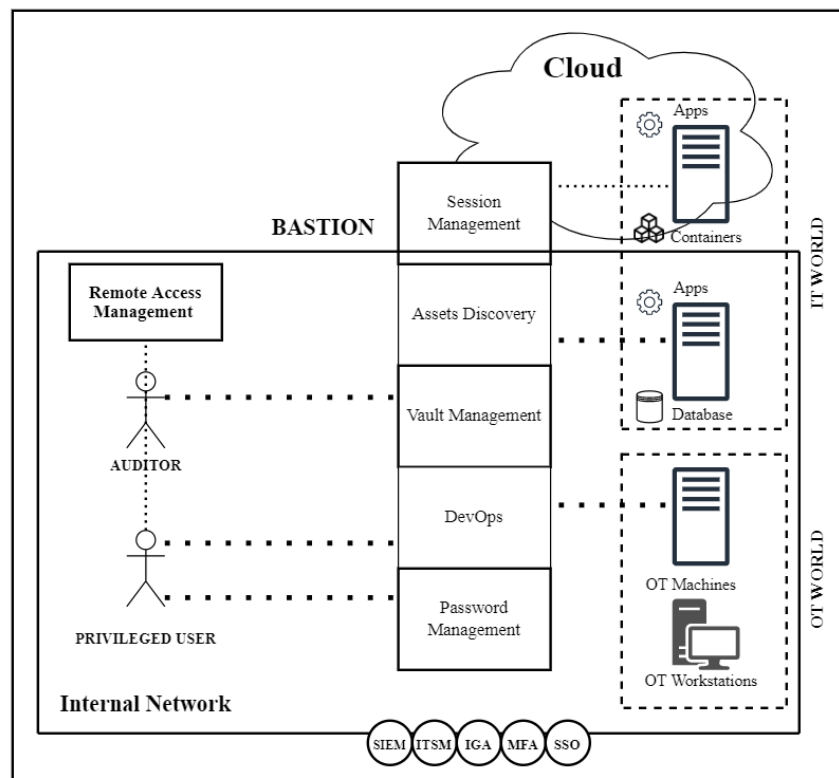 Cloud
Apps
Session
Management
BASTION
Containers
IT WORLD
Remote Access
Management
Assets Discovery
Apps
Vault Management
Database
AUDITOR
DevOps
OT WORLD
OT Machines
Password
Management
PRIVILEGED USER
OT Workstations
Internal Network
SIEM
ITSM
IGA
MFA
SSO